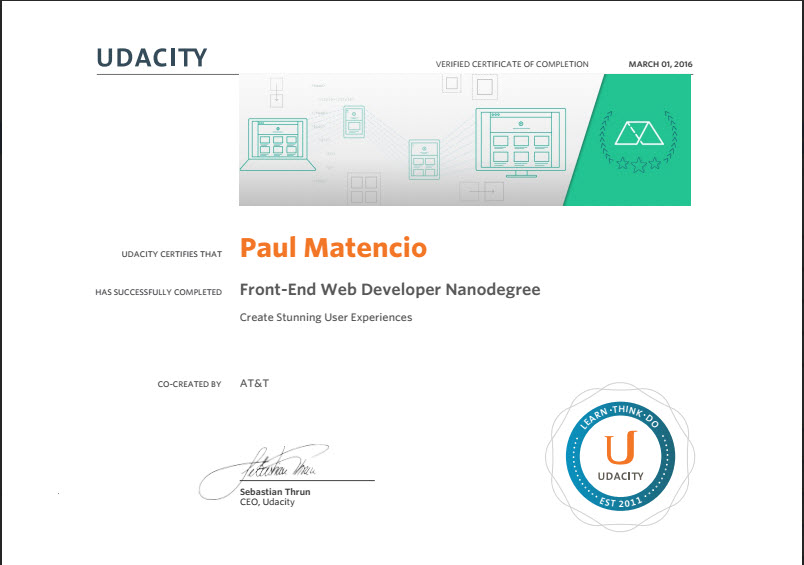 UDACITY
VERIFIED CERTIFICATE OF COMPLETION
MARCH 01, 2016
UDACITY CERTIFIES THAT
Paul Matencio
HAS SUCCESSFULLY COMPLETED
Front-End Web Developer Nanodegree
Create Stunning User Experiences
CO-CREATED BY
AT&T
Sebastian Thrun
Sebastian Thrun
CEO, Udacity
LEARN·THINK·DO
U
UDACITY
EST 2011